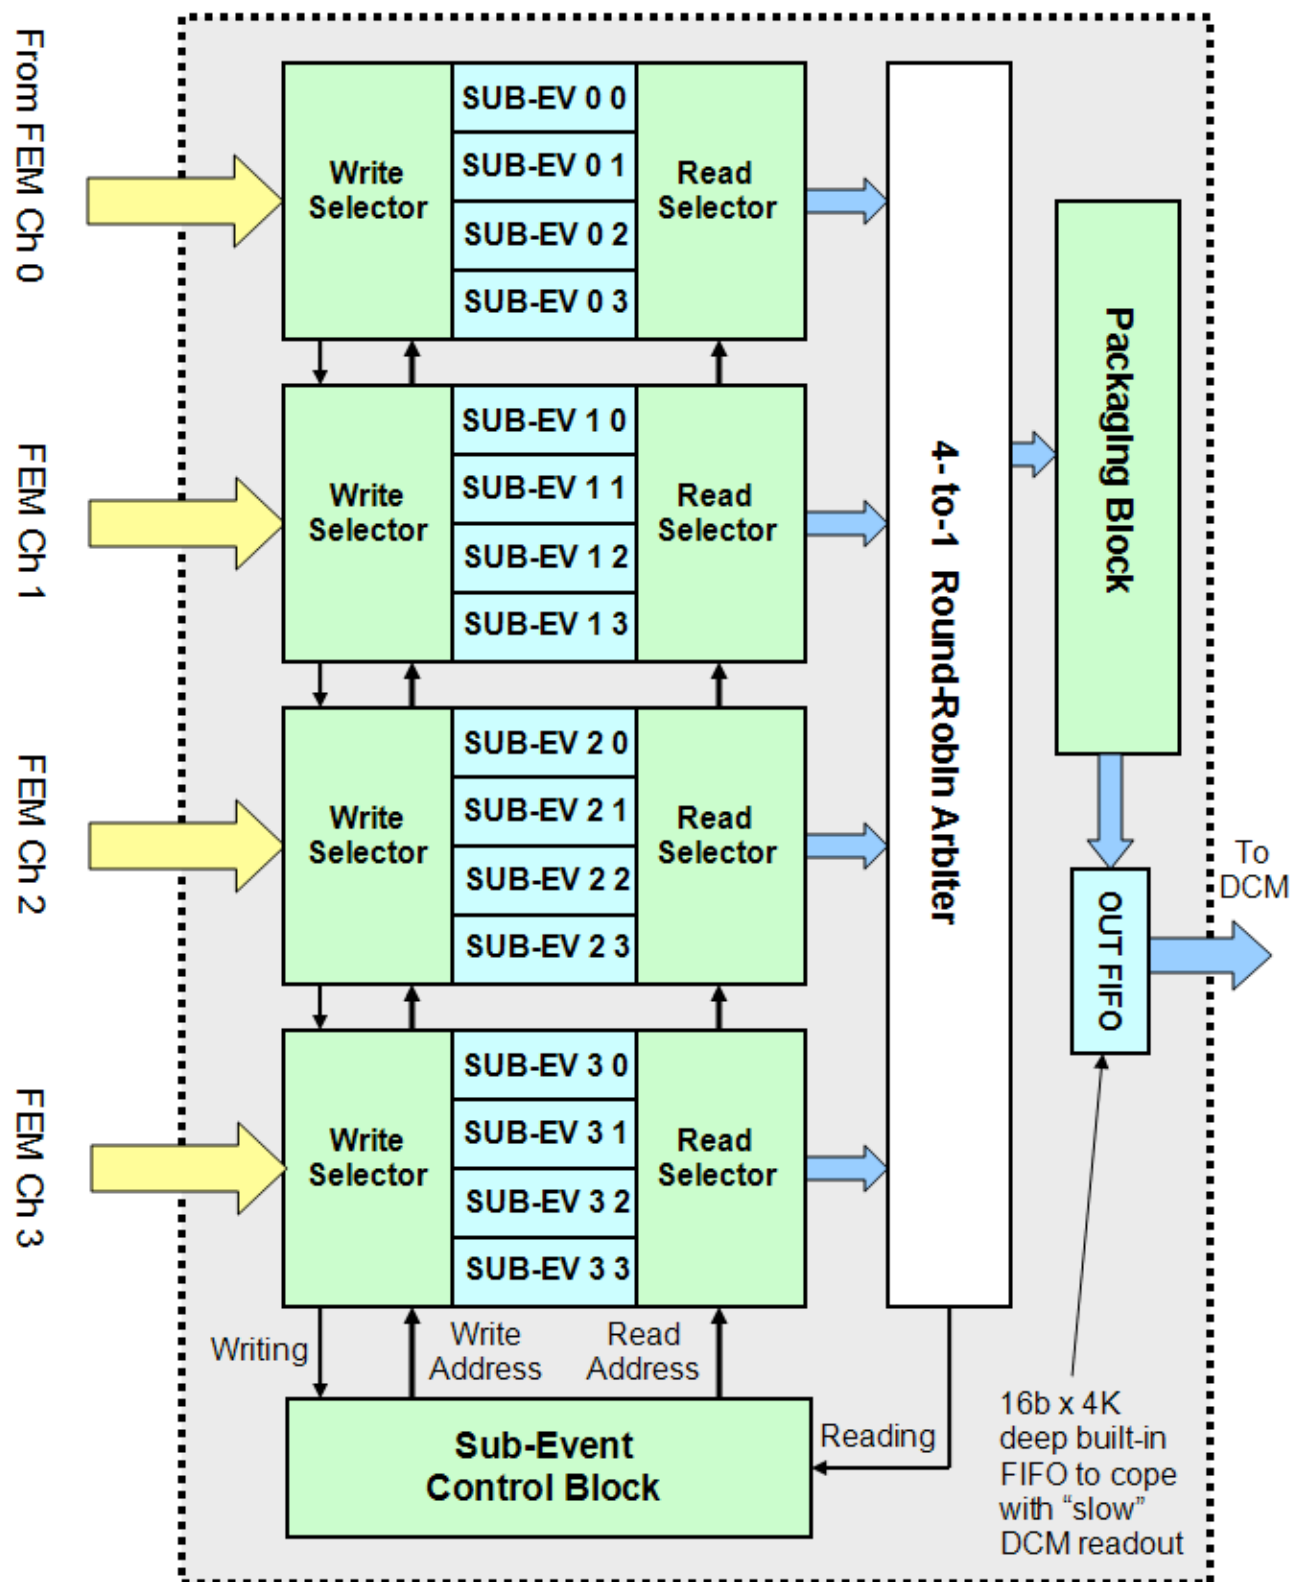 From FEM Ch 0
FEM Ch 1
FEM Ch 2
FEM Ch 3
Write
Selector
SUB-EV 0 0
SUB-EV 0 1
SUB-EV 0 2
SUB-EV 0 3
Read
Selector
Write
Selector
SUB-EV 1 0
SUB-EV 1 1
SUB-EV 1 2
SUB-EV 1 3
Read
Selector
Write
Selector
SUB-EV 2 0
SUB-EV 2 1
SUB-EV 2 2
SUB-EV 2 3
Read
Selector
Write
Selector
SUB-EV 3 0
SUB-EV 3 1
SUB-EV 3 2
SUB-EV 3 3
Read
Selector
4- to-1 Round-Robin Arbiter
Packaging Block
OUT FIFO
To
DCM
Writing
Write
Address
Read
Address
Reading
Sub-Event
Control Block
16b x 4K
deep built-in
FIFO to cope
with “slow”
DCM readout